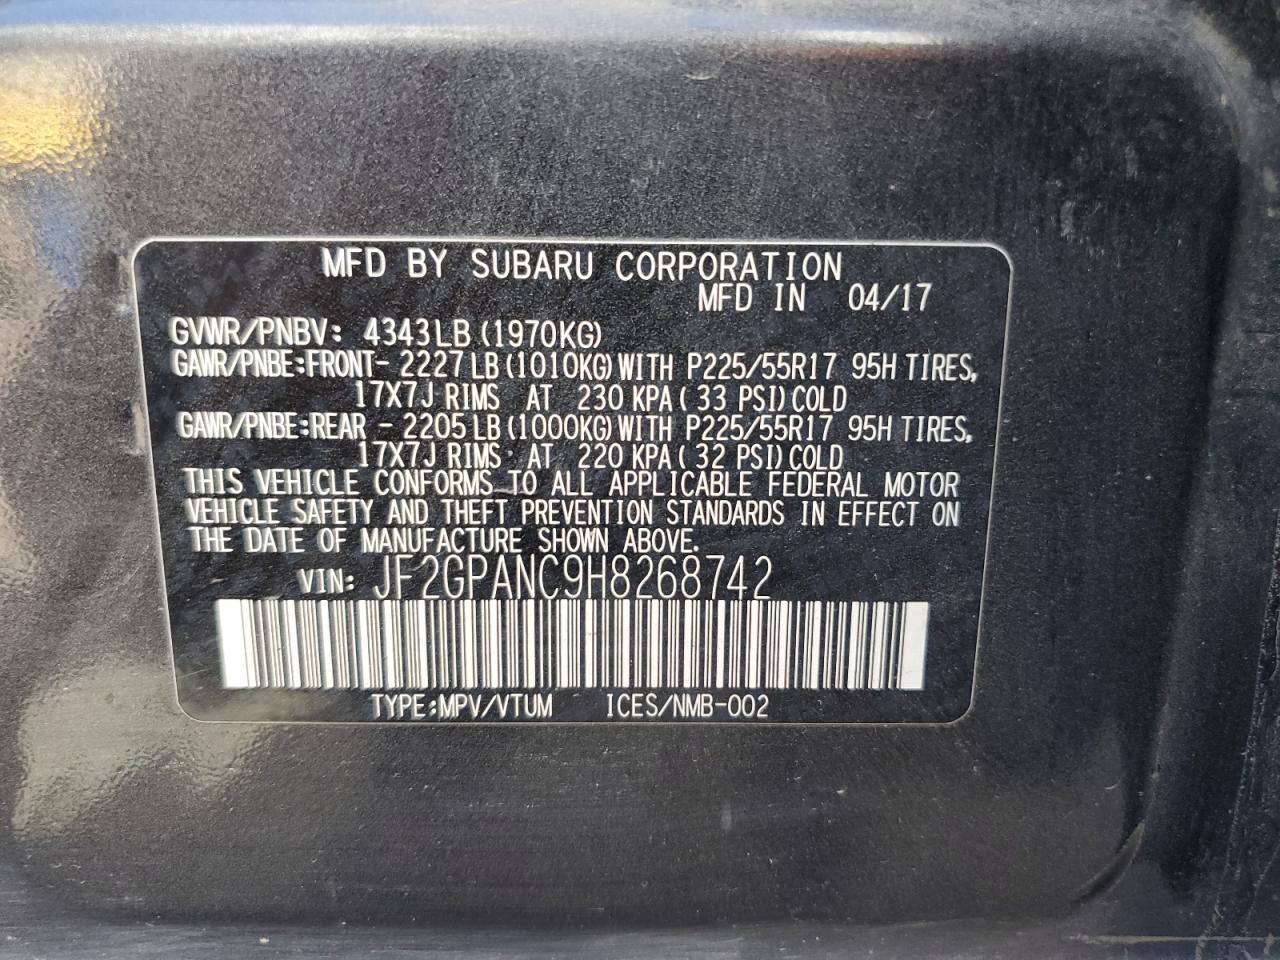 MFD BY SUBARU CORPORATION
MFD IN 04/17
GVWR/PNBV: 4343LB (1970KG)
GAWR/PNBE:FRONT- 2227 LB (1010KG) WITH P225/55R17 95H TIRES,
17X7J RIMS AT 230 KPA ( 33 PSI) COLD
GAWR/PNBE:REAR - 2205 LB (1000KG) WITH P225/55R17 95H TIRES,
17X7J RIMS AT 220 KPA ( 32 PSI) COLD
THIS VEHICLE CONFORMS TO ALL APPLICABLE FEDERAL MOTOR
VEHICLE SAFETY AND THEFT PREVENTION STANDARDS IN EFFECT ON
THE DATE OF MANUFACTURE SHOWN ABOVE.
VIN: JF2GPANC9H8268742
TYPE:MPV/VTUM ICES/NMB-002